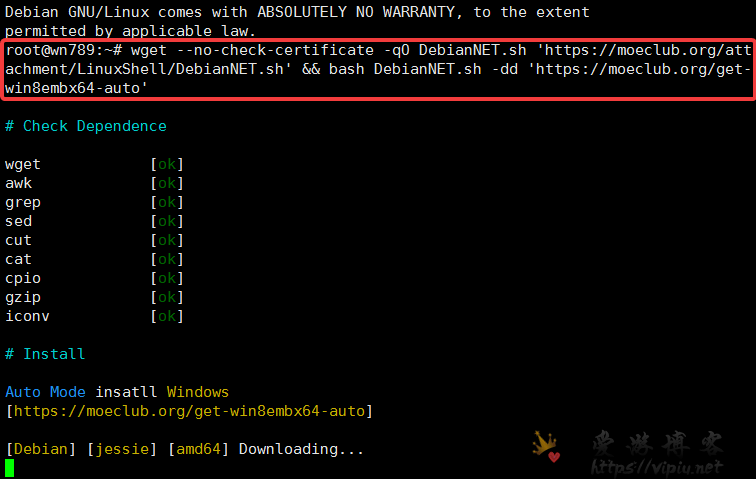 Debian GNU/Linux comes with ABSOLUTELY NO WARRANTY, to the extent
permitted by applicable law.
root@wn789:~# wget --no-check-certificate -qO DebianNET.sh 'https://moeclub.org/att
achment/LinuxShell/DebianNET.sh' && bash DebianNET.sh -dd 'https://moeclub.org/get-
win8embx64-auto'
# Check Dependence
wget [ok]
awk [ok]
grep [ok]
sed [ok]
cut [ok]
cat [ok]
cpio [ok]
gzip [ok]
iconv [ok]
# Install
Auto Mode insatll Windows
[https://moeclub.org/get-win8embx64-auto]
[Debian] [jessie] [amd64] Downloading...
爱游博客
https://vipiu.net